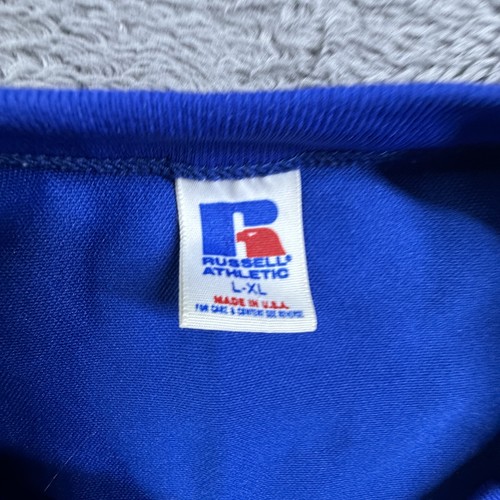 R
RUSSELL®
ATHLETIC
L-XL
MADE IN U.S.A.
FOR CARE & CONTENT SEE REVERSE